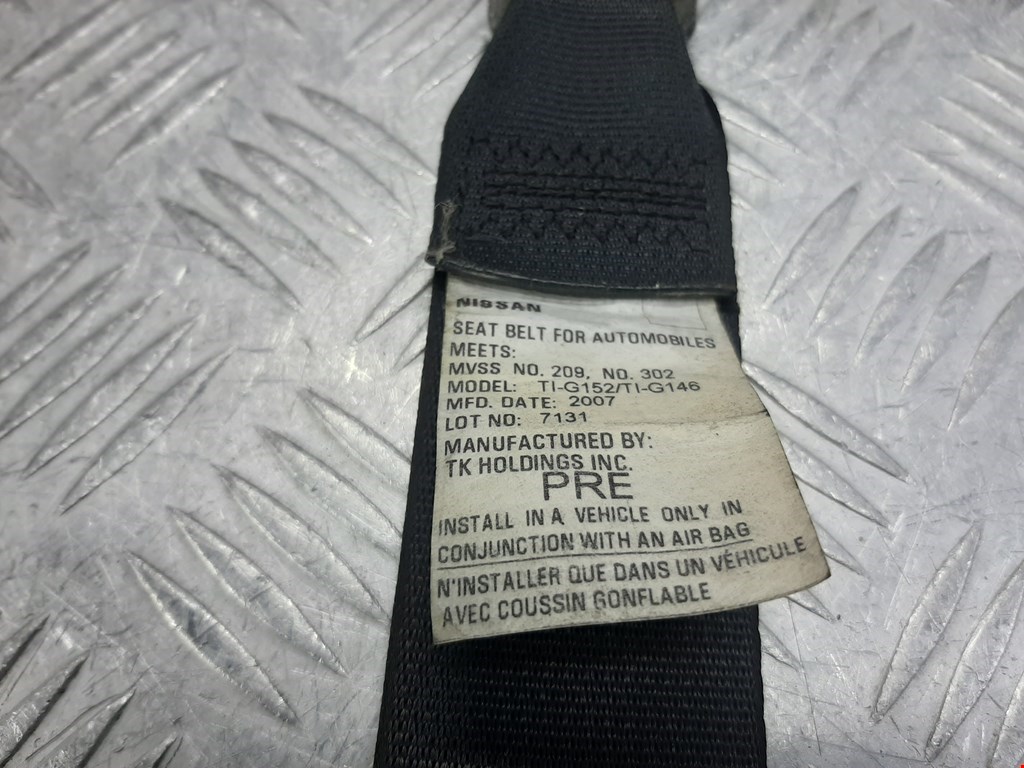 NISSAN
SEAT BELT FOR AUTOMOBILES
MEETS:
MVSS NO. 209, NO. 302
MODEL: TI-G152/TI-G146
MFD. DATE: 2007
LOT NO: 7131
MANUFACTURED BY:
TK HOLDINGS INC.
PRE
INSTALL IN A VEHICLE ONLY IN
CONJUNCTION WITH AN AIR BAG
N'INSTALLER QUE DANS UN VÉHICULE
AVEC COUSSIN GONFLABLE